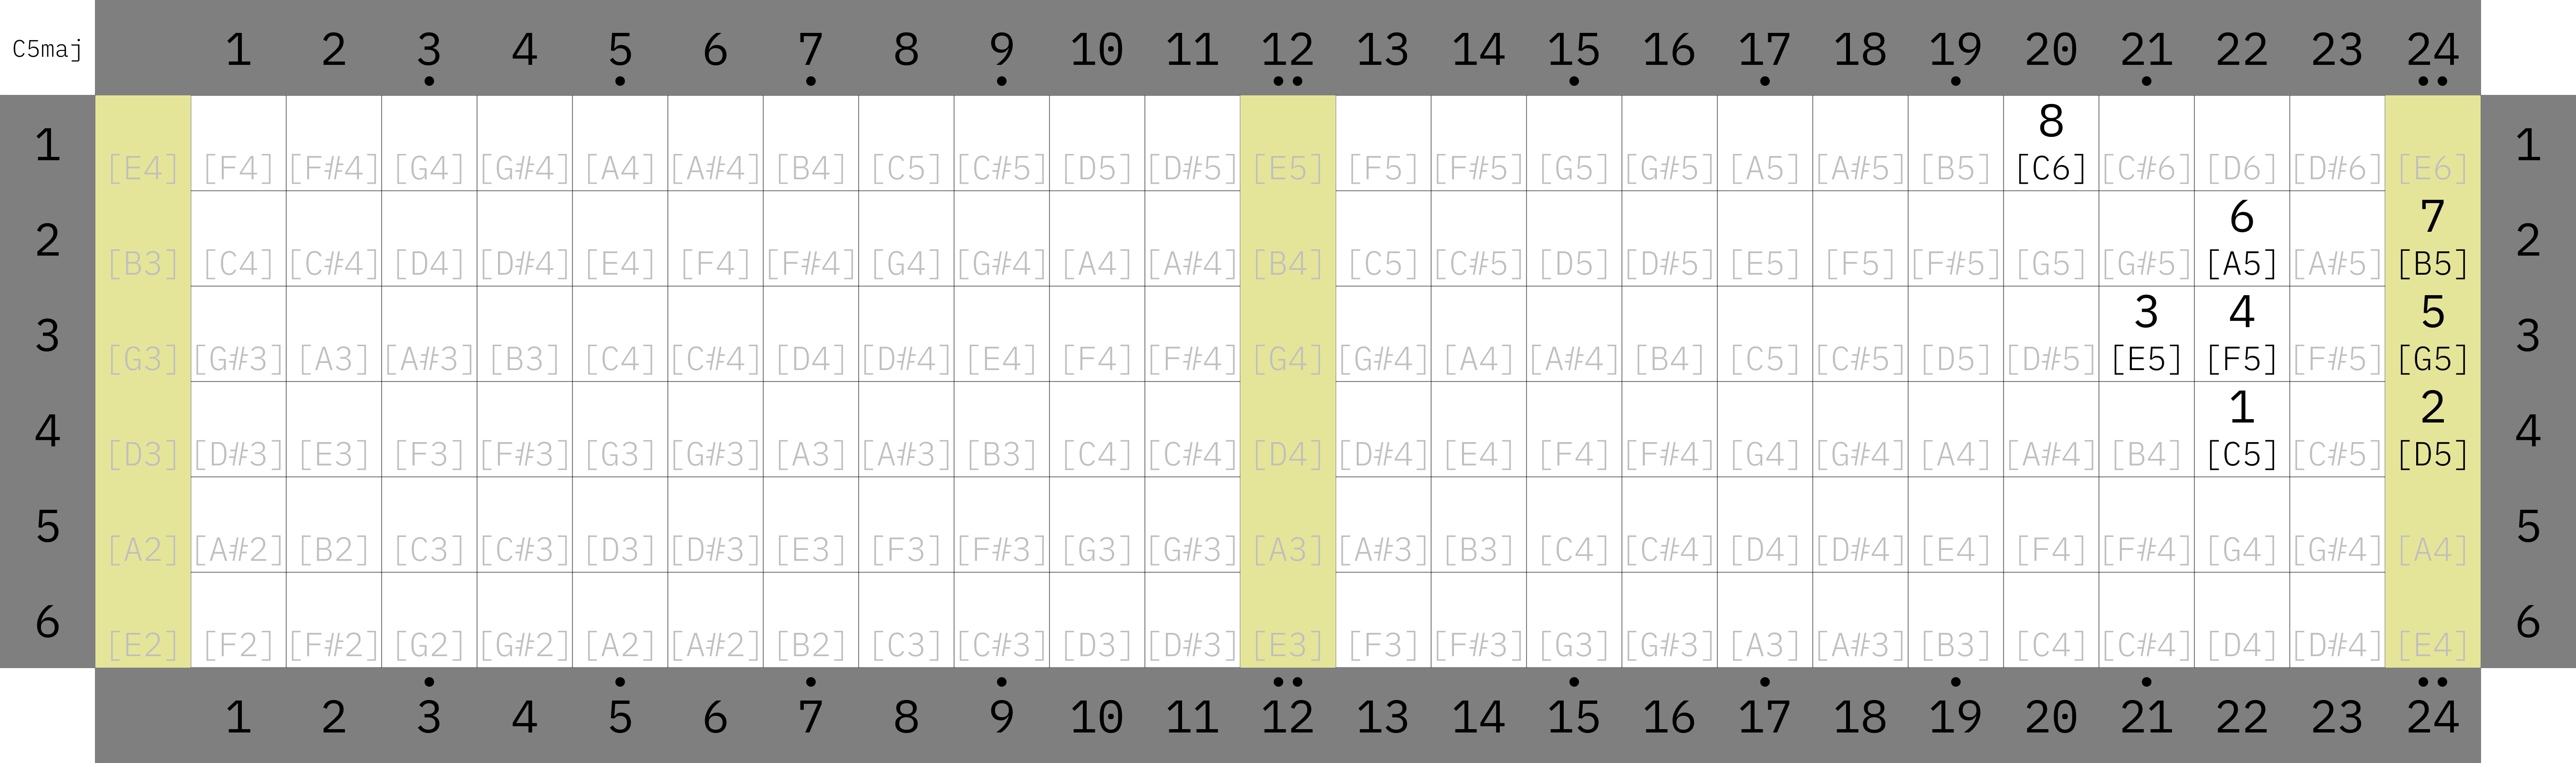 C5maj 1 2 3 4 5 6 7 8 9 10 11 12 13 14 15 16 17 18 19 20 21 22 23 24
8
1 [E4] [F4] [F#4] [G4] [G#4] [A4] [A#4] [B4] [C5] [C#5] [D5] [D#5] [E5] [F5] [F#5] [G5] [G#5] [A5] [A#5] [B5] [C6] [C#6] [D6] [D#6] [E6] 1
6 7
2 [B3] [C4] [C#4] [D4] [D#4] [E4] [F4] [F#4] [G4] [G#4] [A4] [A#4] [B4] [C5] [C#5] [D5] [D#5] [E5] [F5] [F#5] [G5] [G#5] [A5] [A#5] [B5] 2
3 4 5
3 [G3] [G#3] [A3] [A#3] [B3] [C4] [C#4] [D4] [D#4] [E4] [F4] [F#4] [G4] [G#4] [A4] [A#4] [B4] [C5] [C#5] [D5] [D#5] [E5] [F5] [F#5] [G5] 3
1 2
4 [D3] [D#3] [E3] [F3] [F#3] [G3] [G#3] [A3] [A#3] [B3] [C4] [C#4] [D4] [D#4] [E4] [F4] [F#4] [G4] [G#4] [A4] [A#4] [B4] [C5] [C#5] [D5] 4
5 [A2] [A#2] [B2] [C3] [C#3] [D3] [D#3] [E3] [F3] [F#3] [G3] [G#3] [A3] [A#3] [B3] [C4] [C#4] [D4] [D#4] [E4] [F4] [F#4] [G4] [G#4] [A4] 5
6 [E2] [F2] [F#2] [G2] [G#2] [A2] [A#2] [B2] [C3] [C#3] [D3] [D#3] [E3] [F3] [F#3] [G3] [G#3] [A3] [A#3] [B3] [C4] [C#4] [D4] [D#4] [E4] 6
1 2 3 4 5 6 7 8 9 10 11 12 13 14 15 16 17 18 19 20 21 22 23 24